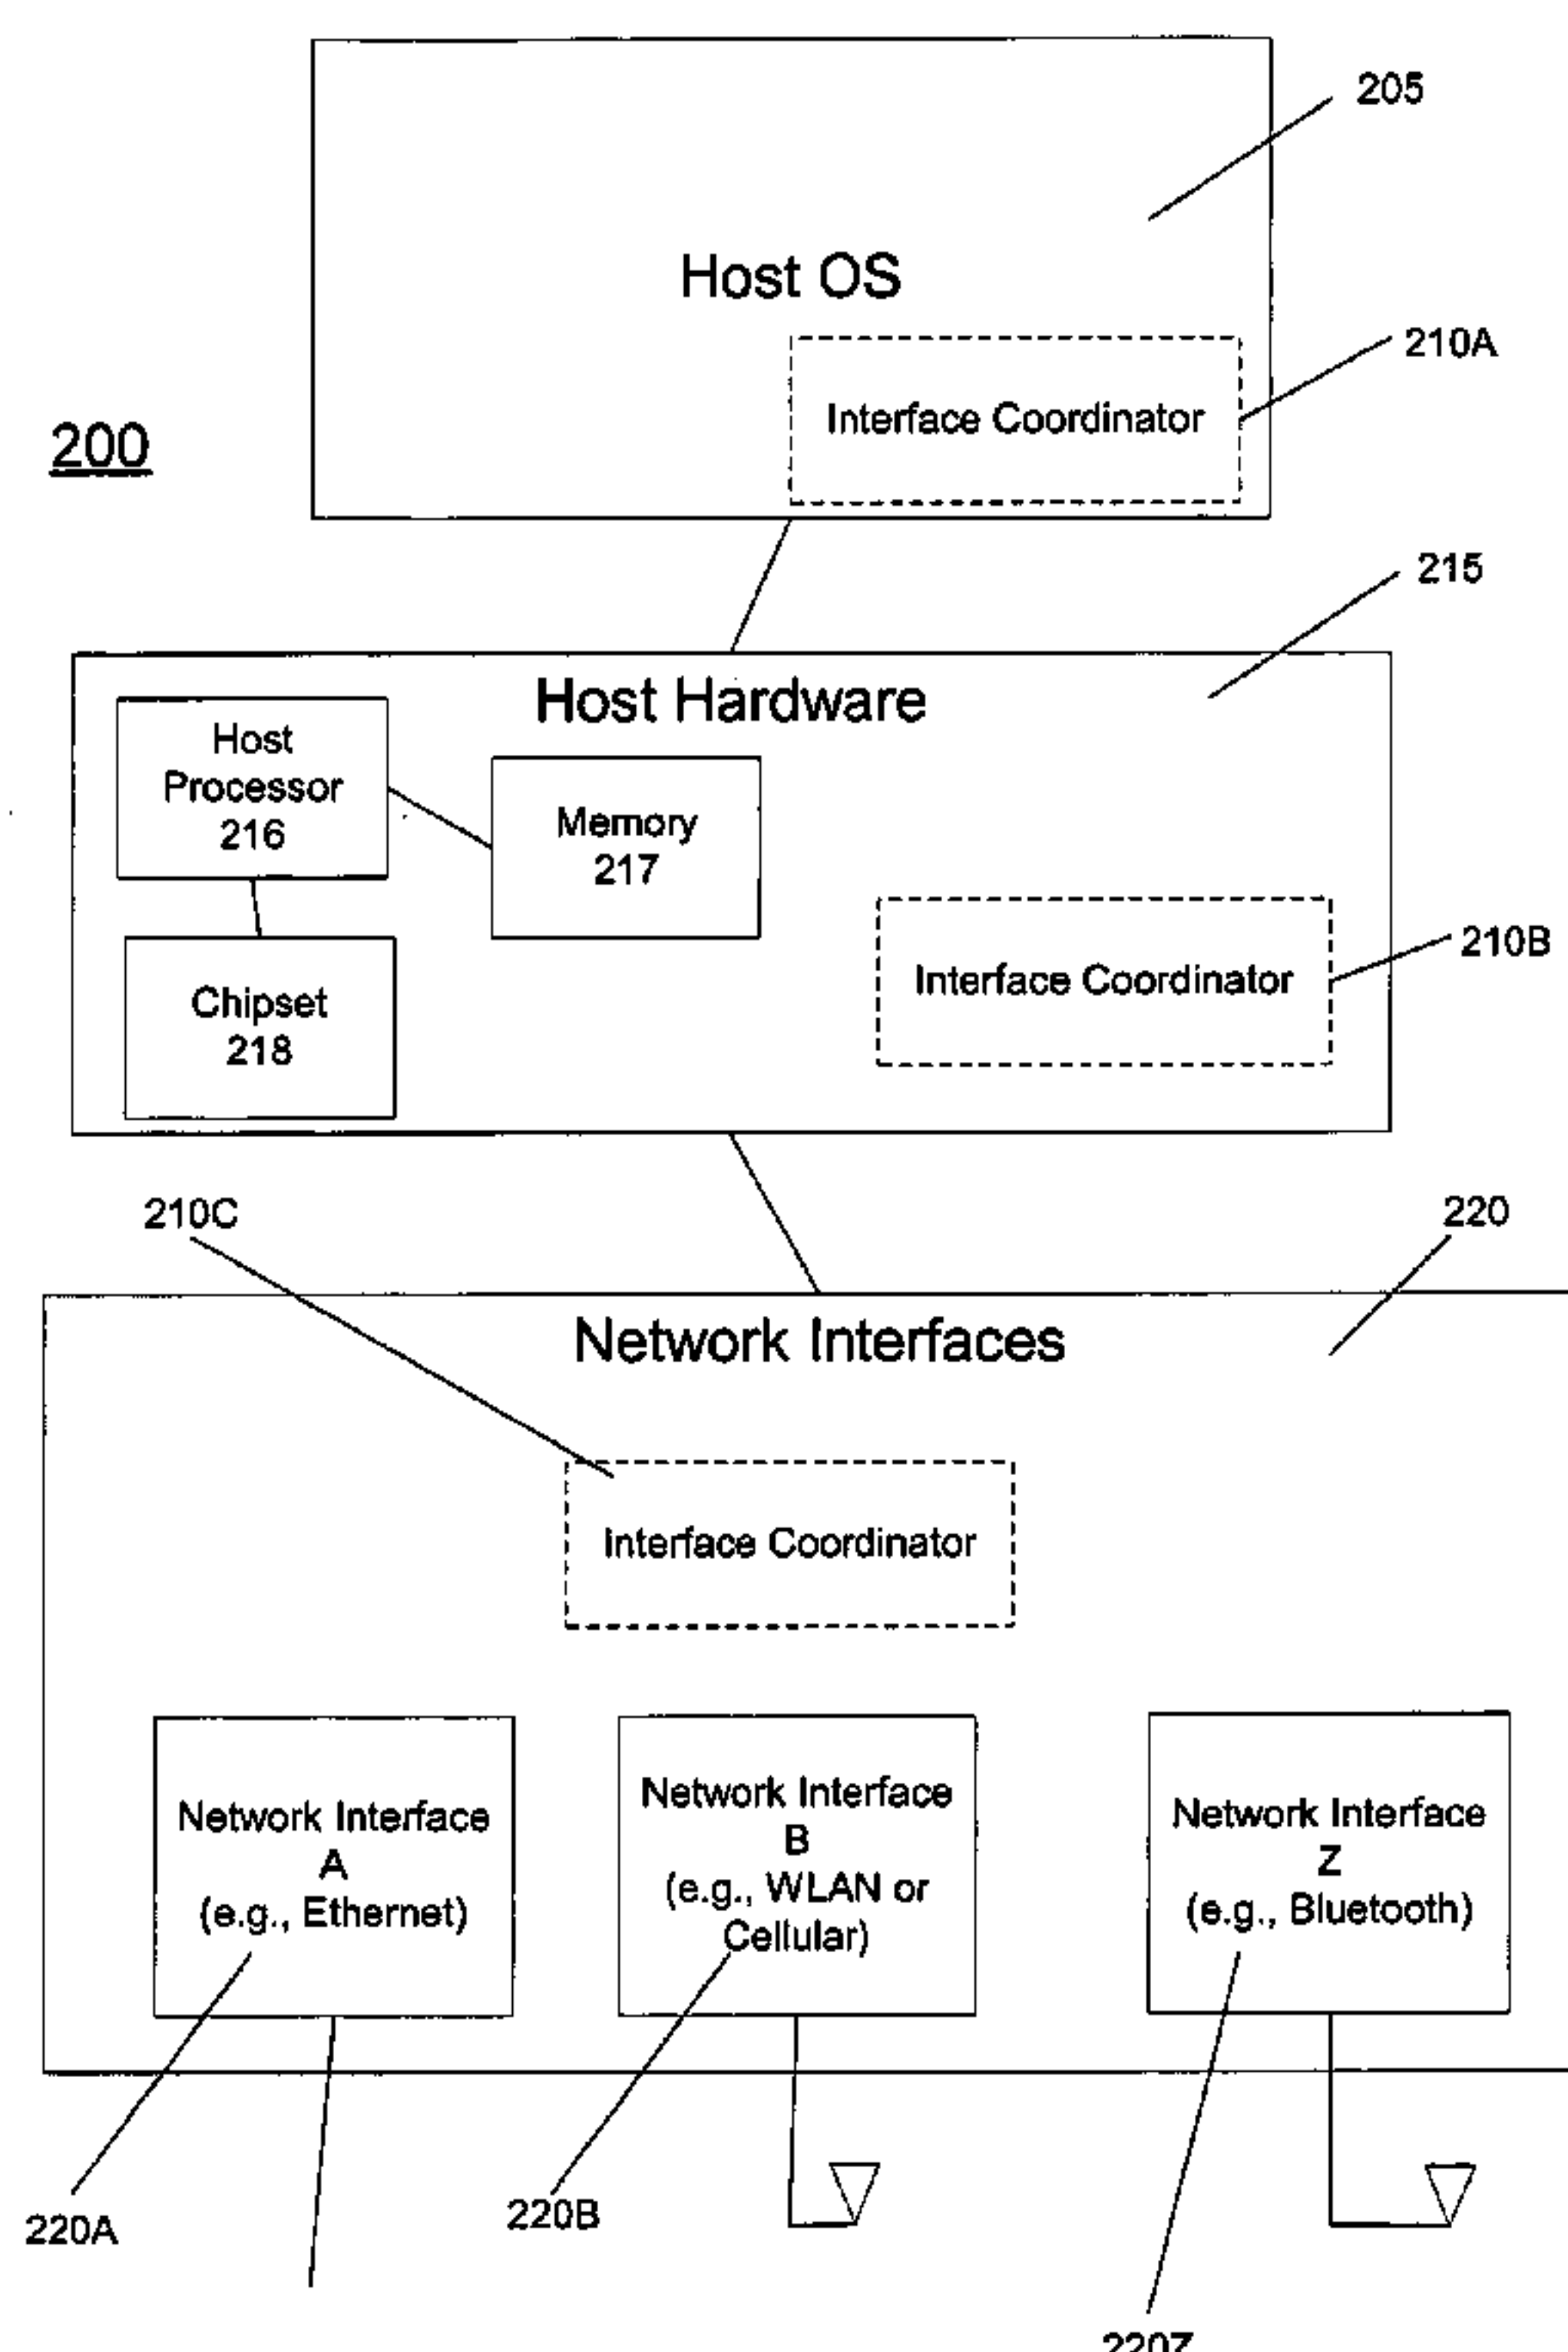 205
Host OS
210A
Interface Coordinator
200
215
Host Hardware
Host
Processor
216
Memory
217
210B
Interface Coordinator
Chipset
218
210C
220
Network Interfaces
Interface Coordinator
Network Interface
A
(e.g., Ethernet)
Network Interface
B
(e.g., WLAN or
Cellular)
Network Interface
Z
(e.g., Bluetooth)
220A
220B
220Z